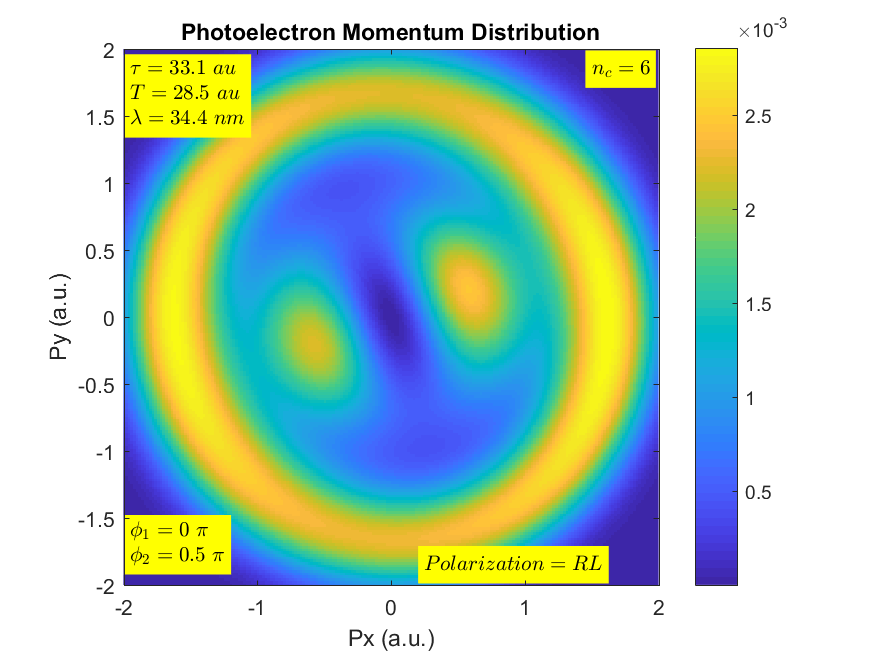 Photoelectron Momentum Distribution
×10⁻³
τ = 33.1 au
T = 28.5 au
λ = 34.4 nm
n_c = 6
2
1.5
1
0.5
0
-0.5
-1
-1.5
-2
Py (a.u.)
ϕ₁ = 0 π
ϕ₂ = 0.5 π
Polarization = RL
-2 -1 0 1 2
Px (a.u.)
2.5
2
1.5
1
0.5